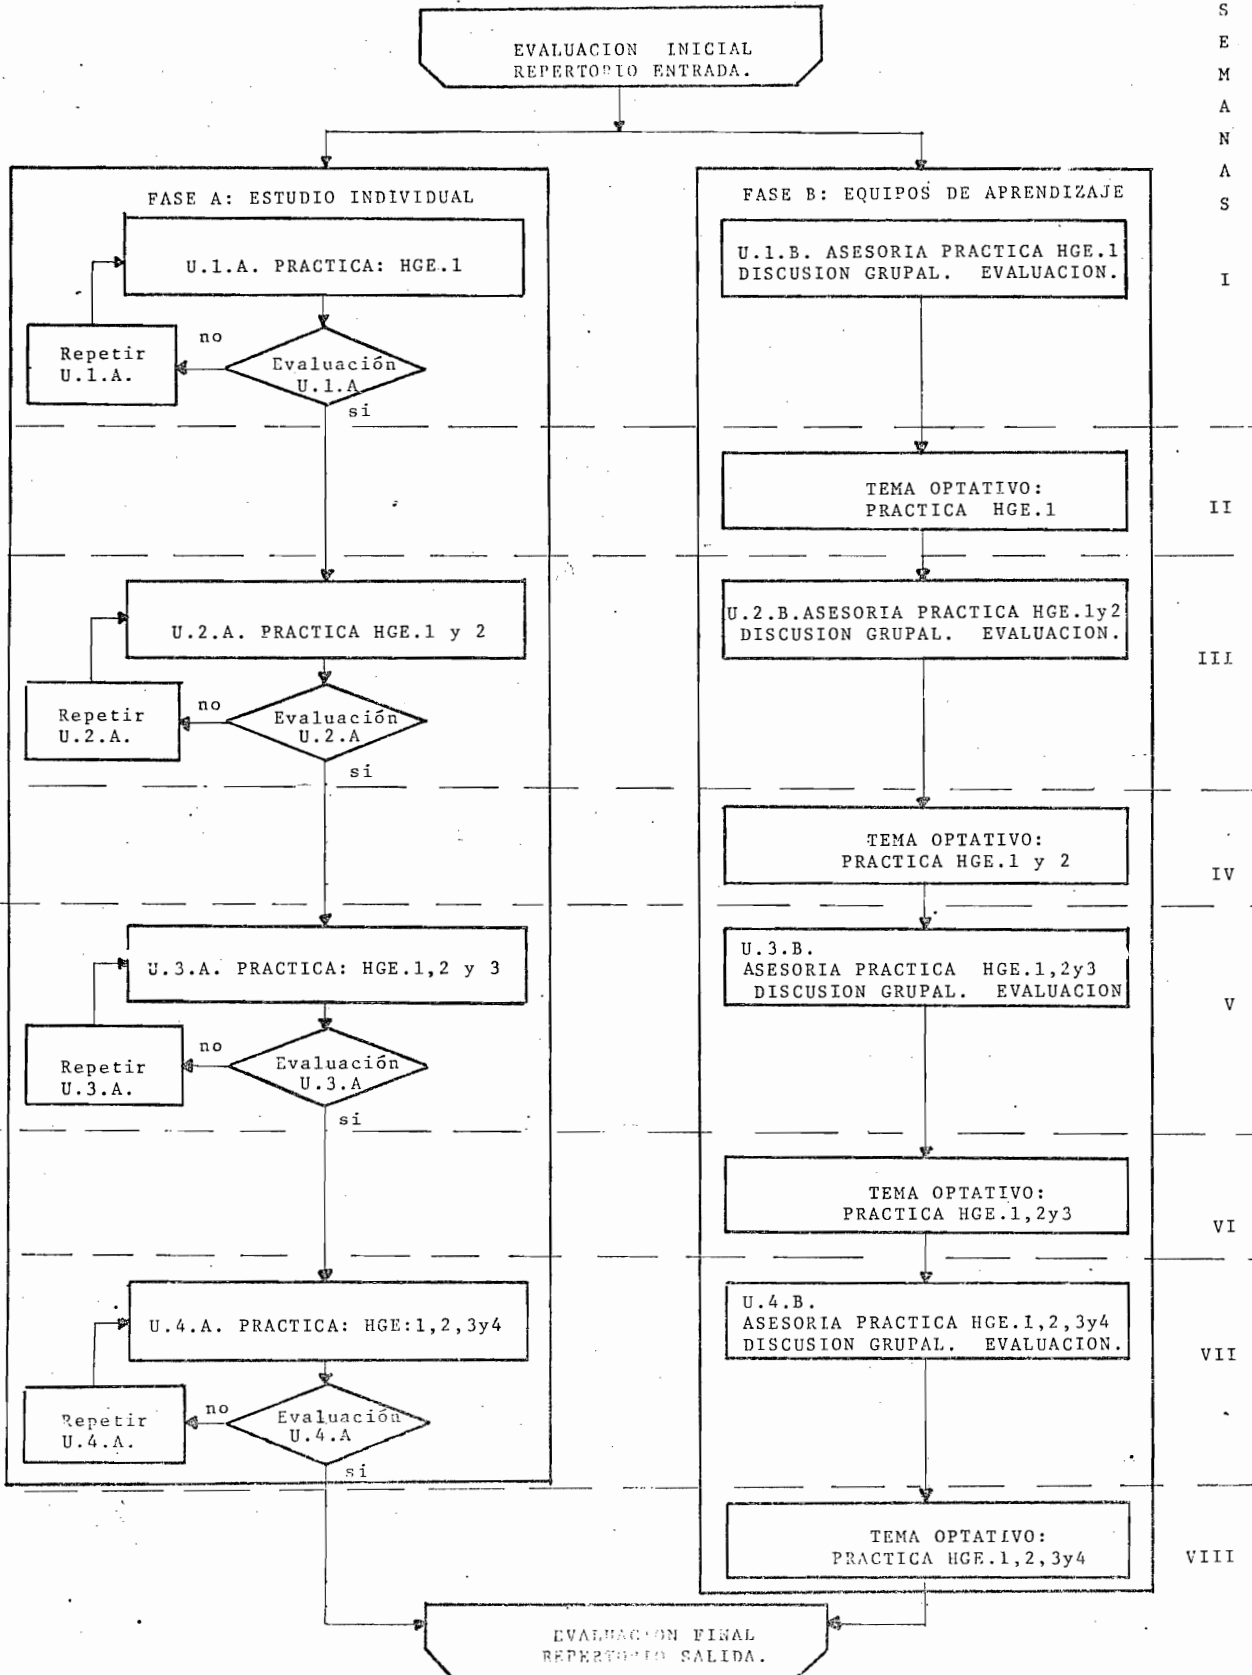 S
E
M
A
N
A
S
EVALUACION INICIAL
REPERTORIO ENTRADA.
FASE A: ESTUDIO INDIVIDUAL
FASE B: EQUIPOS DE APRENDIZAJE
U.1.A. PRACTICA: HGE.1
U.1.B. ASESORIA PRACTICA HGE.1
DISCUSION GRUPAL. EVALUACION.
I
no
Repetir
U.1.A.
Evaluación
U.1.A
si
TEMA OPTATIVO:
PRACTICA HGE.1
II
U.2.A. PRACTICA HGE.1 y 2
U.2.B.ASESORIA PRACTICA HGE.1y2
DISCUSION GRUPAL. EVALUACION.
III
no
Repetir
U.2.A.
Evaluación
U.2.A
si
TEMA OPTATIVO:
PRACTICA HGE.1 y 2
IV
U.3.A. PRACTICA: HGE.1,2 y 3
U.3.B.
ASESORIA PRACTICA HGE.1,2y3
DISCUSION GRUPAL. EVALUACION
V
no
Repetir
U.3.A.
Evaluación
U.3.A
si
TEMA OPTATIVO:
PRACTICA HGE.1,2y3
VI
U.4.A. PRACTICA: HGE:1,2,3y4
U.4.B.
ASESORIA PRACTICA HGE.1,2,3y4
DISCUSION GRUPAL. EVALUACION.
VII
no
Repetir
U.4.A.
Evaluación
U.4.A
si
TEMA OPTATIVO:
PRACTICA HGE.1,2,3y4
VIII
EVALUACION FINAL
REPERTORIO SALIDA.